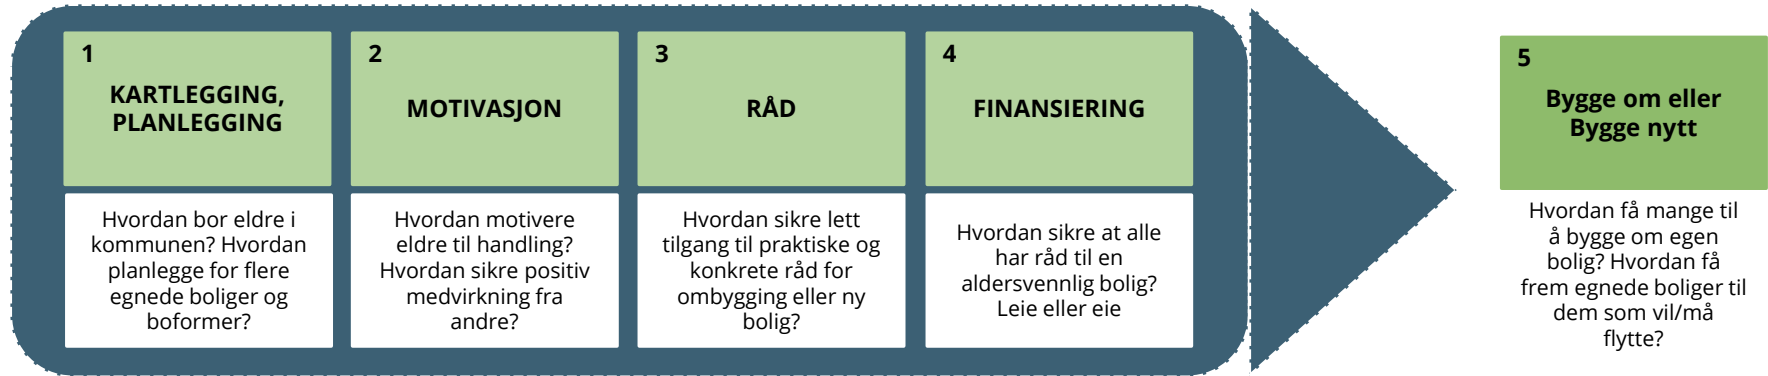 1
KARTLEGGING,
PLANLEGGING
Hvordan bor eldre i
kommunen? Hvordan
planlegge for flere
egnede boliger og
boformer?
2
MOTIVASJON
Hvordan motivere
eldre til handling?
Hvordan sikre positiv
medvirkning fra
andre?
3
RÅD
Hvordan sikre lett
tilgang til praktiske og
konkrete råd for
ombygging eller ny
bolig?
4
FINANSIERING
Hvordan sikre at alle
har råd til en
aldersvennlig bolig?
Leie eller eie
5
Bygge om eller
Bygge nytt
Hvordan få mange til
å bygge om egen
bolig? Hvordan få
frem egnede boliger til
dem som vil/må
flytte?